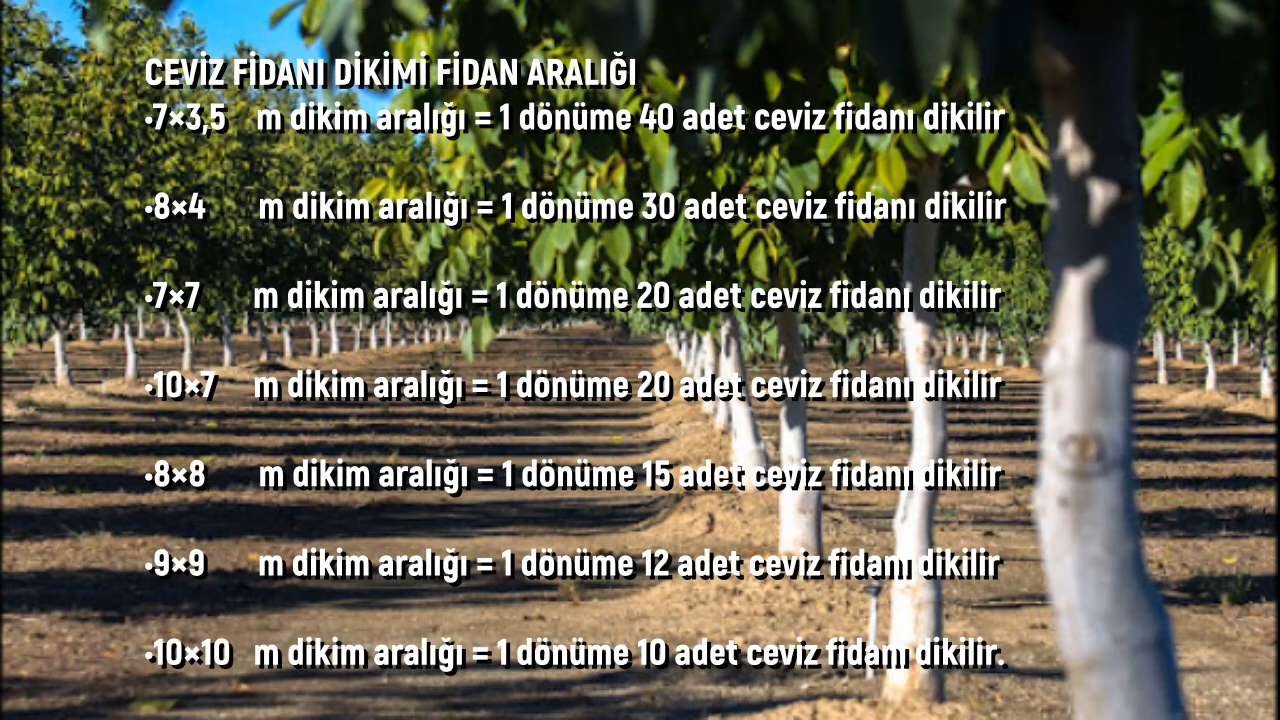 CEVİZ FİDANI DİKİMİ FİDAN ARALIĞI
•7×3,5 m dikim aralığı = 1 dönüme 40 adet ceviz fidanı dikilir
•8×4 m dikim aralığı = 1 dönüme 30 adet ceviz fidanı dikilir
•7×7 m dikim aralığı = 1 dönüme 20 adet ceviz fidanı dikilir
•10×7 m dikim aralığı = 1 dönüme 20 adet ceviz fidanı dikilir
•8×8 m dikim aralığı = 1 dönüme 15 adet ceviz fidanı dikilir
•9×9 m dikim aralığı = 1 dönüme 12 adet ceviz fidanı dikilir
•10×10 m dikim aralığı = 1 dönüme 10 adet ceviz fidanı dikilir.